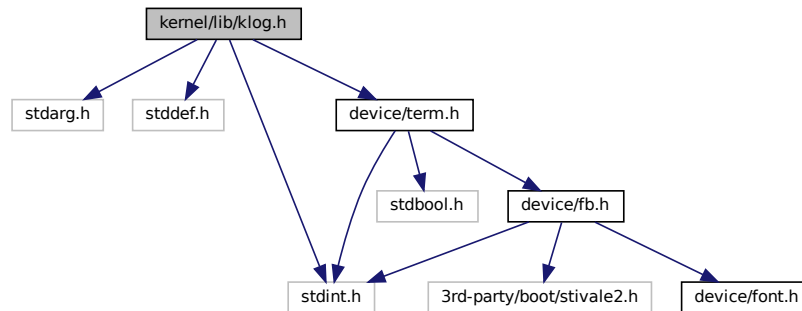 kernel/lib/klog.h
stdarg.h
stddef.h
device/term.h
stdbool.h
device/fb.h
stdint.h
3rd-party/boot/stivale2.h
device/font.h